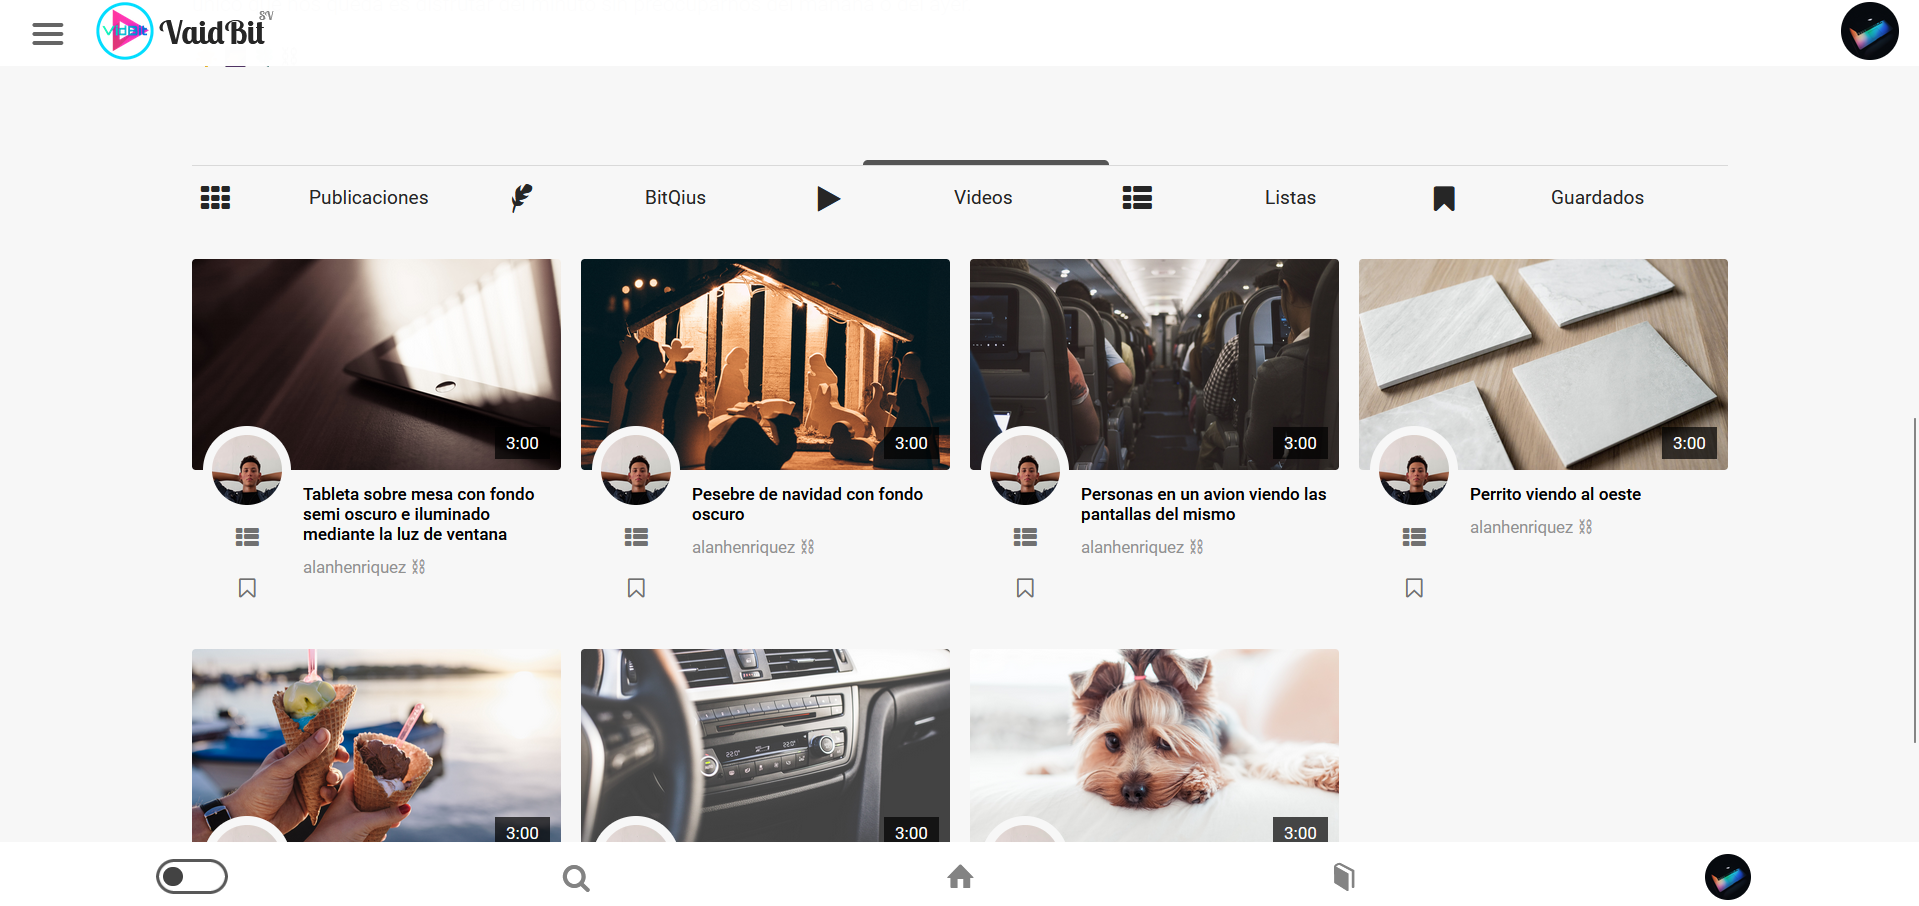 VidBit
VaidBit
SV
Publicaciones
BitQius
Videos
Listas
Guardados
3:00
3:00
3:00
3:00
Tableta sobre mesa con fondo
semi oscuro e iluminado
mediante la luz de ventana
alanhenriquez
Pesebre de navidad con fondo
oscuro
alanhenriquez
Personas en un avion viendo las
pantallas del mismo
alanhenriquez
Perrito viendo al oeste
alanhenriquez
3:00
3:00
3:00